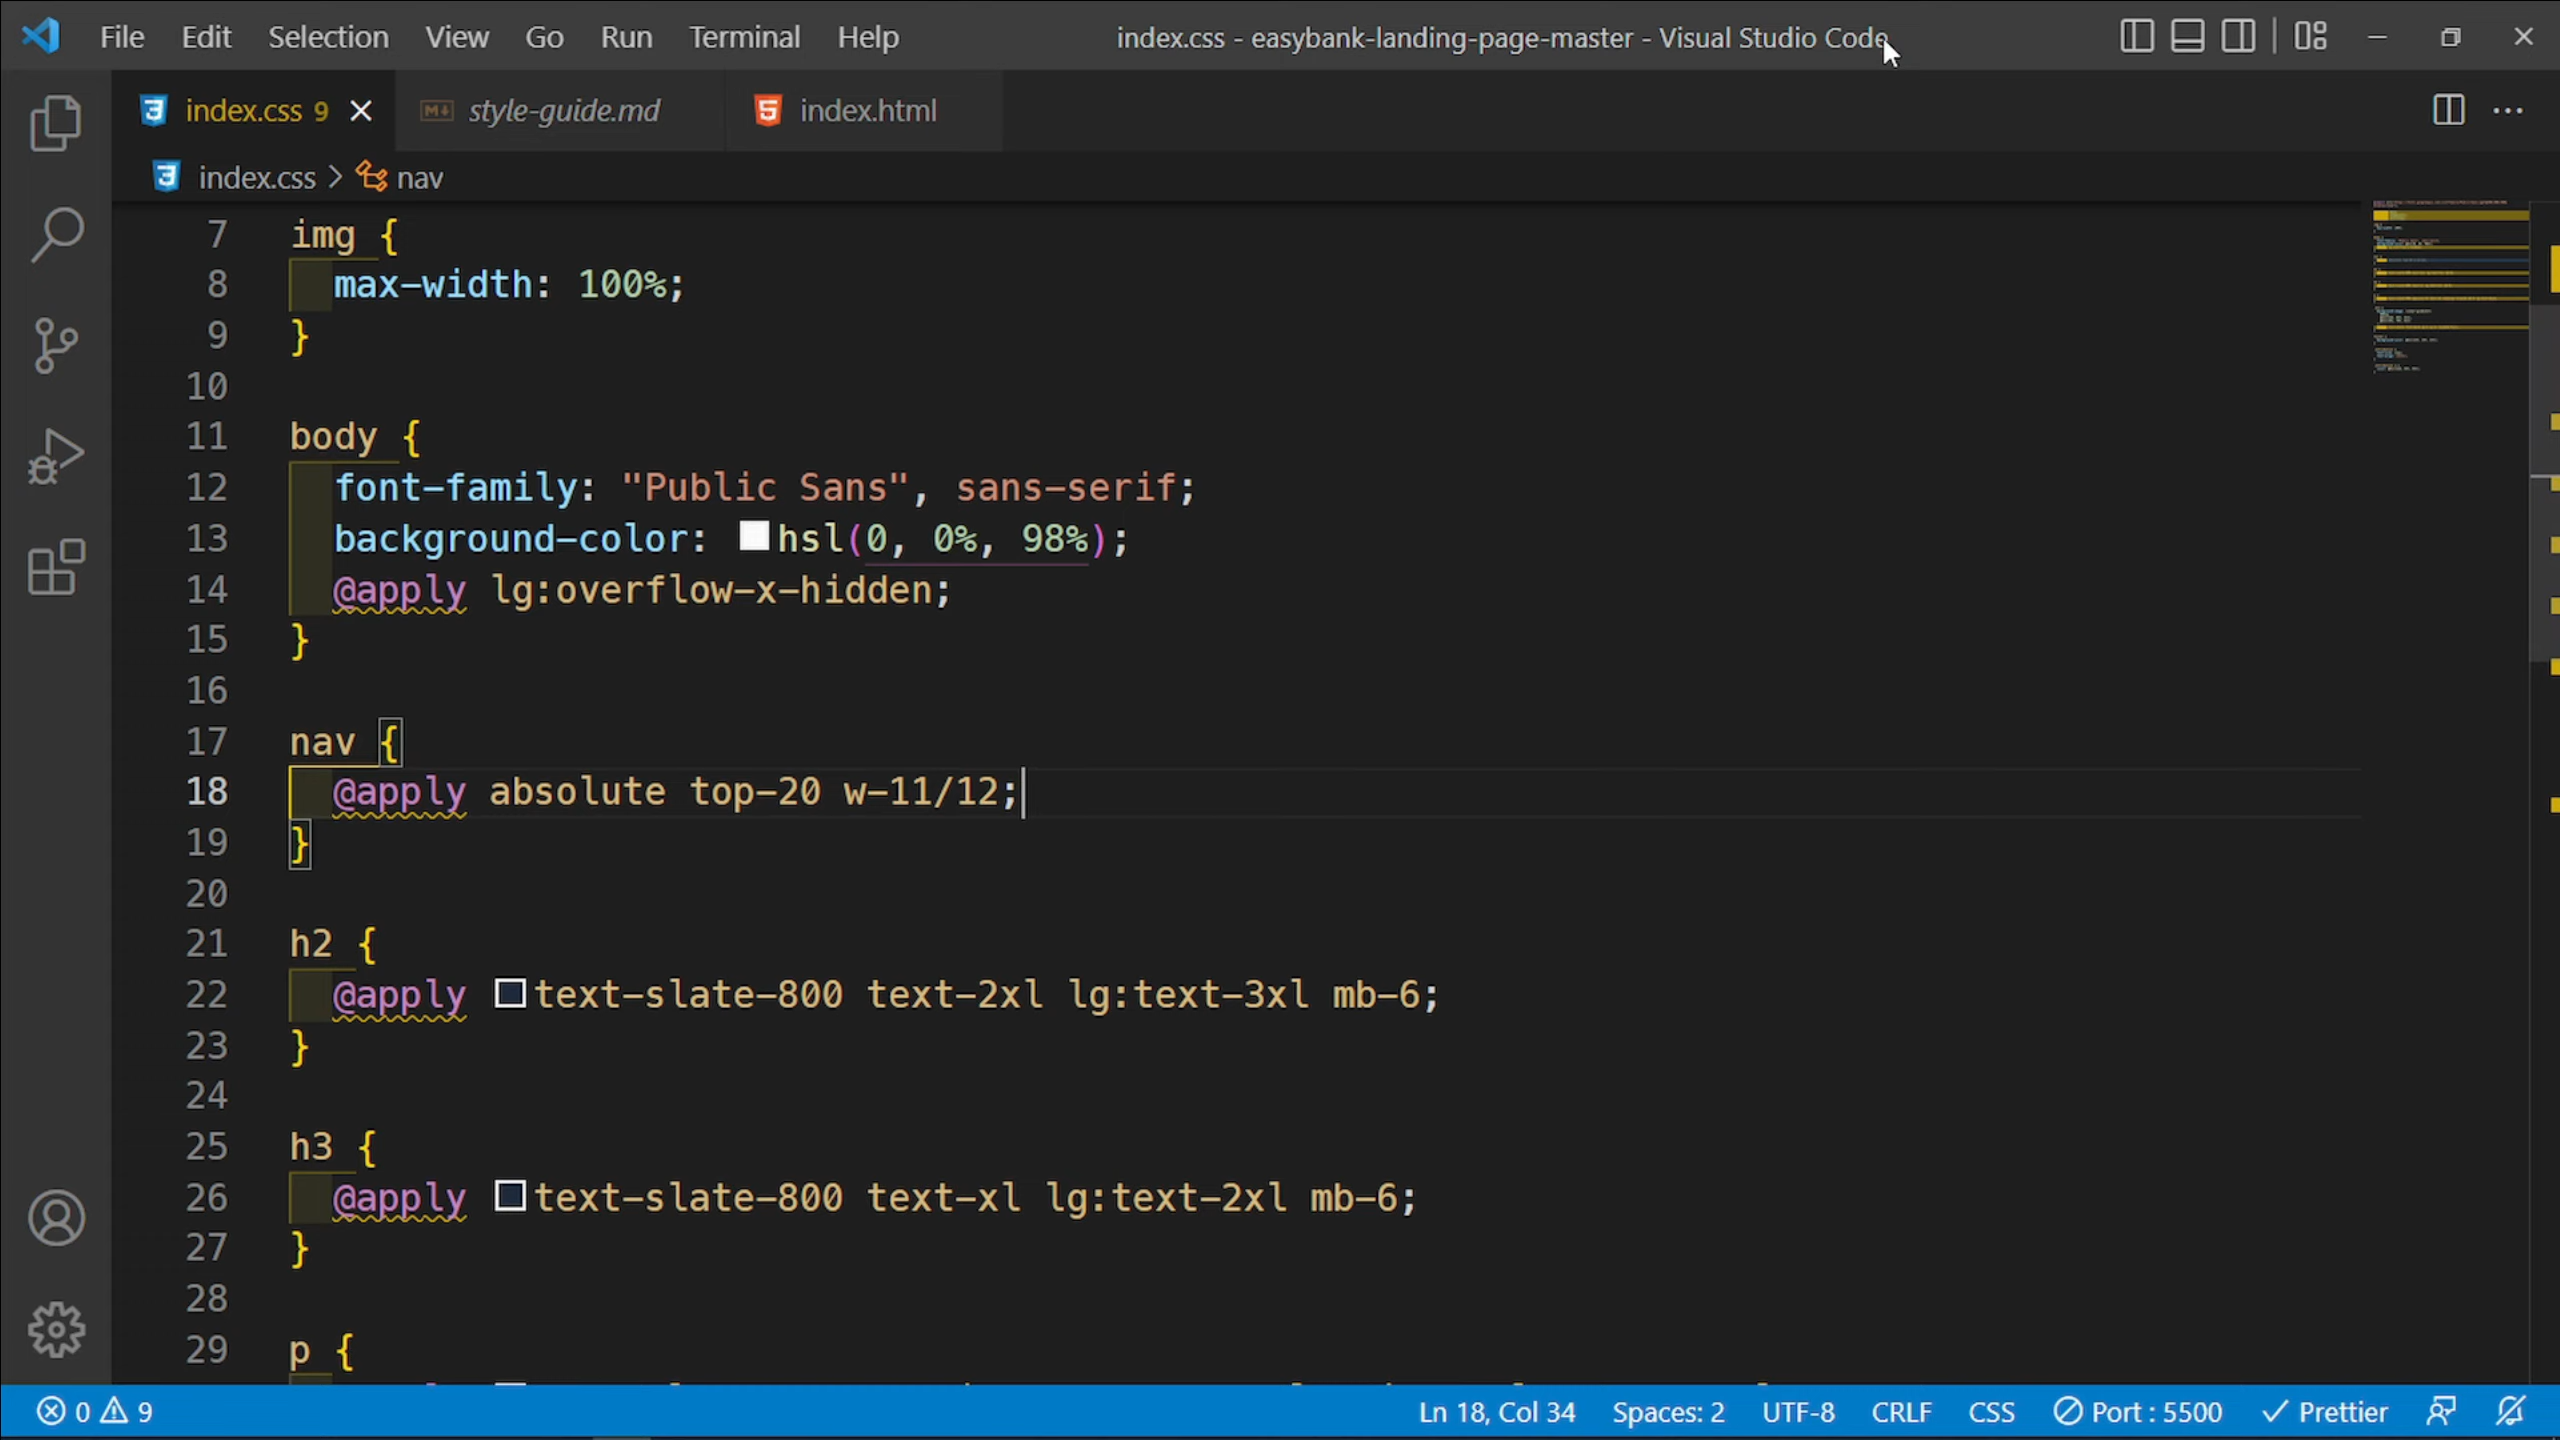 File Edit Selection View Go Run Terminal Help index.css - easybank-landing-page-master - Visual Studio Code
index.css 9 style-guide.md index.html
index.css > nav
7 img {
8 max-width: 100%;
9 }
10
11 body {
12 font-family: "Public Sans", sans-serif;
13 background-color: hsl(0, 0%, 98%);
14 @apply lg:overflow-x-hidden;
15 }
16
17 nav {
18 @apply absolute top-20 w-11/12;
19 }
20
21 h2 {
22 @apply text-slate-800 text-2xl lg:text-3xl mb-6;
23 }
24
25 h3 {
26 @apply text-slate-800 text-xl lg:text-2xl mb-6;
27 }
28
29 p {
0 9 Ln 18, Col 34 Spaces: 2 UTF-8 CRLF CSS Port : 5500 Prettier